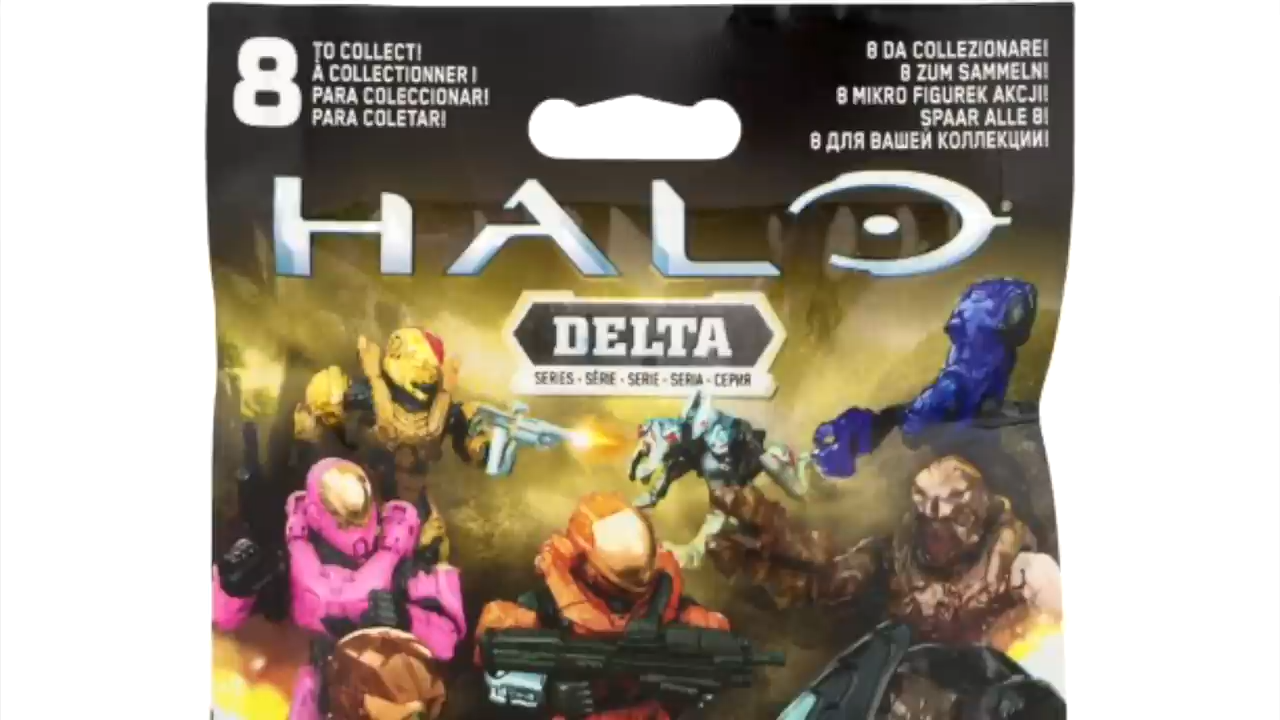 8
TO COLLECT!
À COLLECTIONNER !
PARA COLECCIONAR!
PARA COLETAR!
8 DA COLLEZIONARE!
8 ZUM SAMMELN!
8 MIKRO FIGUREK AKCJI!
SPAAR ALLE 8!
8 ДЛЯ ВАШЕЙ КОЛЛЕКЦИИ!
HALO®
DELTA
SERIES - SÉRIE - SERIE - SERIA - СЕРИЯ